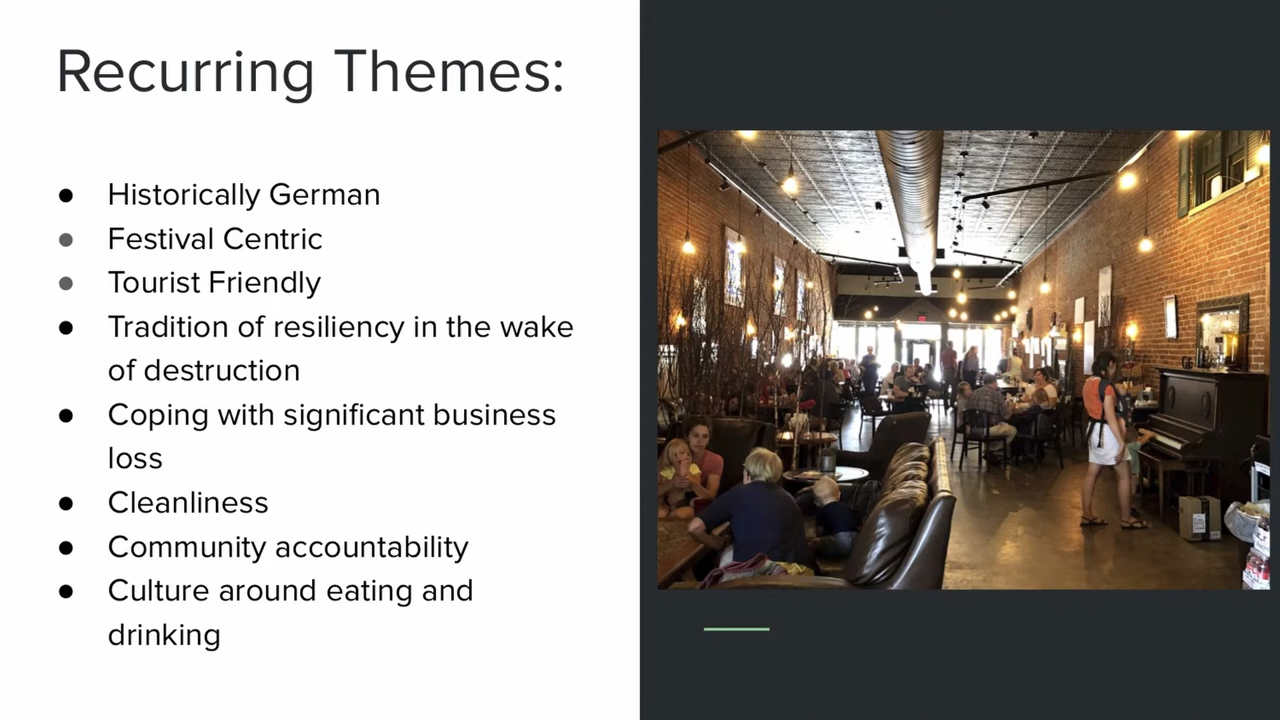 Recurring Themes:
● Historically German
● Festival Centric
● Tourist Friendly
● Tradition of resiliency in the wake
of destruction
● Coping with significant business
loss
● Cleanliness
● Community accountability
● Culture around eating and
drinking